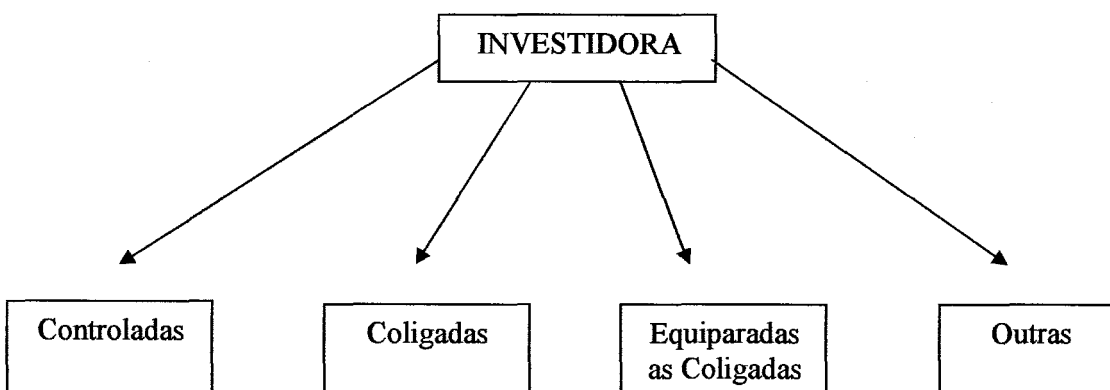 INVESTIDORA
Controladas
Coligadas
Equiparadas
as Coligadas
Outras